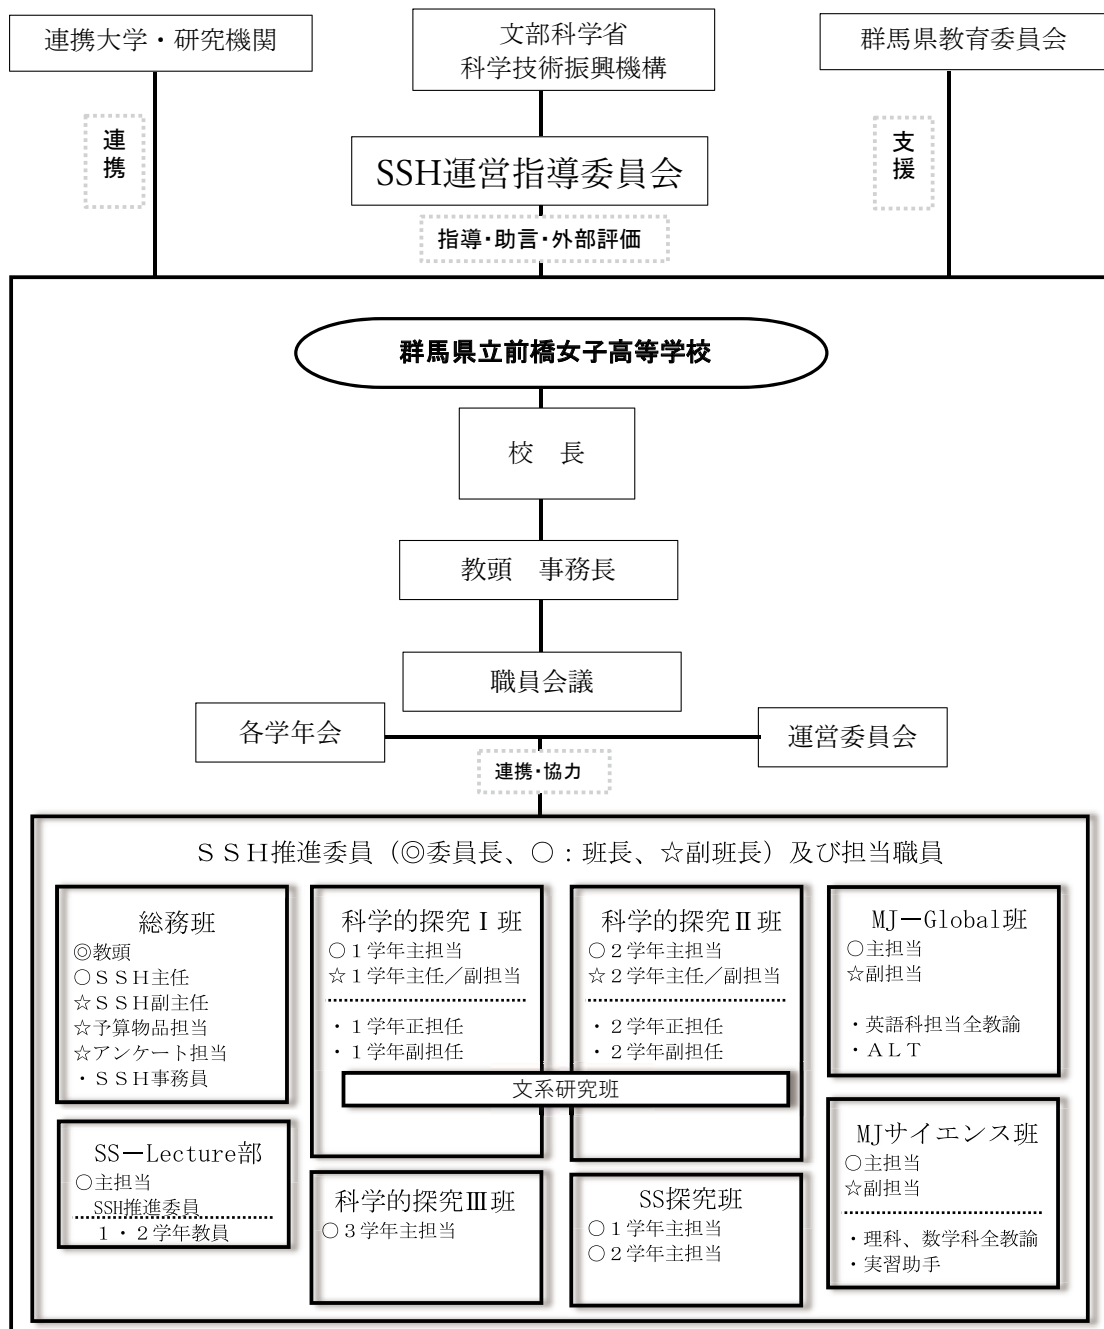 連携大学・研究機関
文部科学省
科学技術振興機構
群馬県教育委員会
連携
支援
SSH運営指導委員会
指導・助言・外部評価
群馬県立前橋女子高等学校
校　長
教頭　事務長
職員会議
各学年会
運営委員会
連携・協力
ＳＳＨ推進委員（◎委員長、○：班長、☆副班長）及び担当職員
総務班
◎教頭
○ＳＳＨ主任
☆ＳＳＨ副主任
☆予算物品担当
☆アンケート担当
・ＳＳＨ事務員
科学的探究Ⅰ班
○１学年主担当
☆１学年主任／副担当
・１学年正担任
・１学年副担任
科学的探究Ⅱ班
○２学年主担当
☆２学年主任／副担当
・２学年正担任
・２学年副担任
文系研究班
MJーGlobal班
○主担当
☆副担当
・英語科担当全教諭
・ＡＬＴ
SSーLecture部
○主担当
SSH推進委員
１・２学年教員
科学的探究Ⅲ班
○３学年主担当
SS探究班
○１学年主担当
○２学年主担当
MJサイエンス班
○主担当
☆副担当
・理科、数学科全教諭
・実習助手